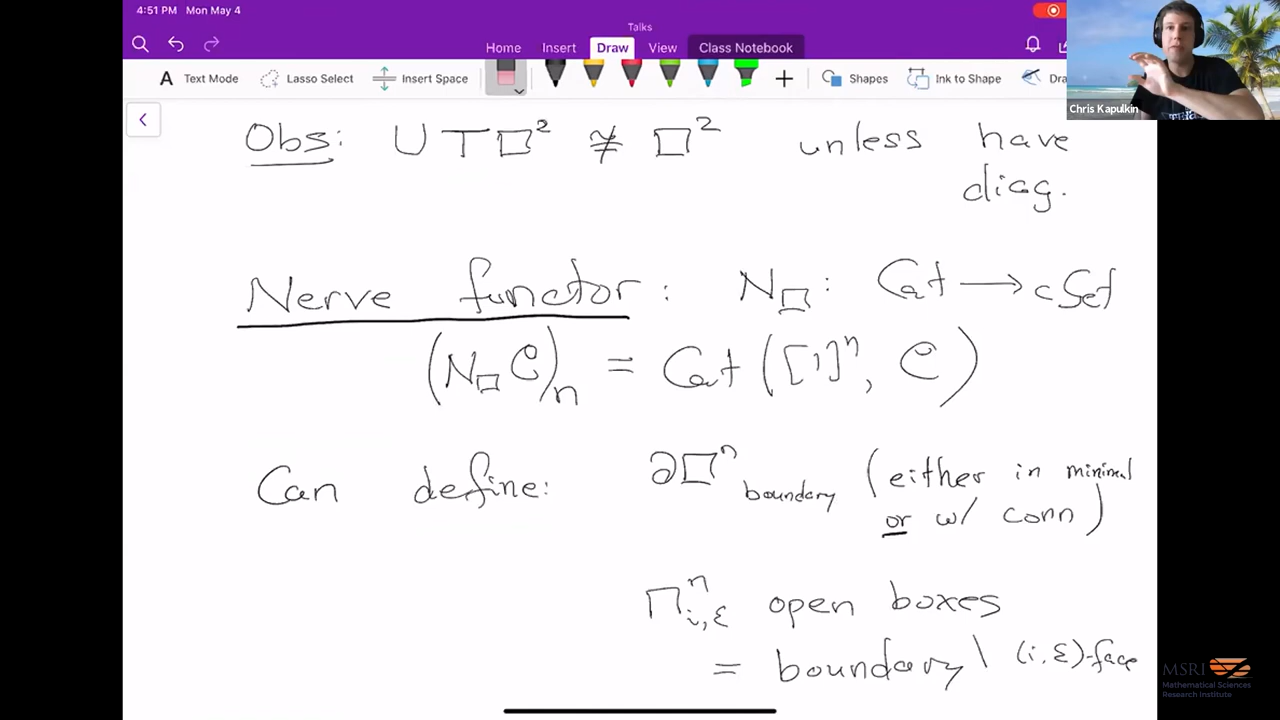 4:51 PM Mon May 4
Talks
Home Insert Draw View Class Notebook
Text Mode Lasso Select Insert Space Shapes Ink to Shape Dra
Chris Kapulkin
Obs: UT□² ≇ □² unless have
diag.
Nerve functor: N□: Cat → cSet
(N□ C)n = Cat([1]ⁿ, C)
Can define: ∂□ⁿ boundary (either in minimal
or w/ conn)
⊓ⁿi,ε open boxes
= boundary \ (i,ε)-face
MSRI
Mathematical Sciences
Research Institute